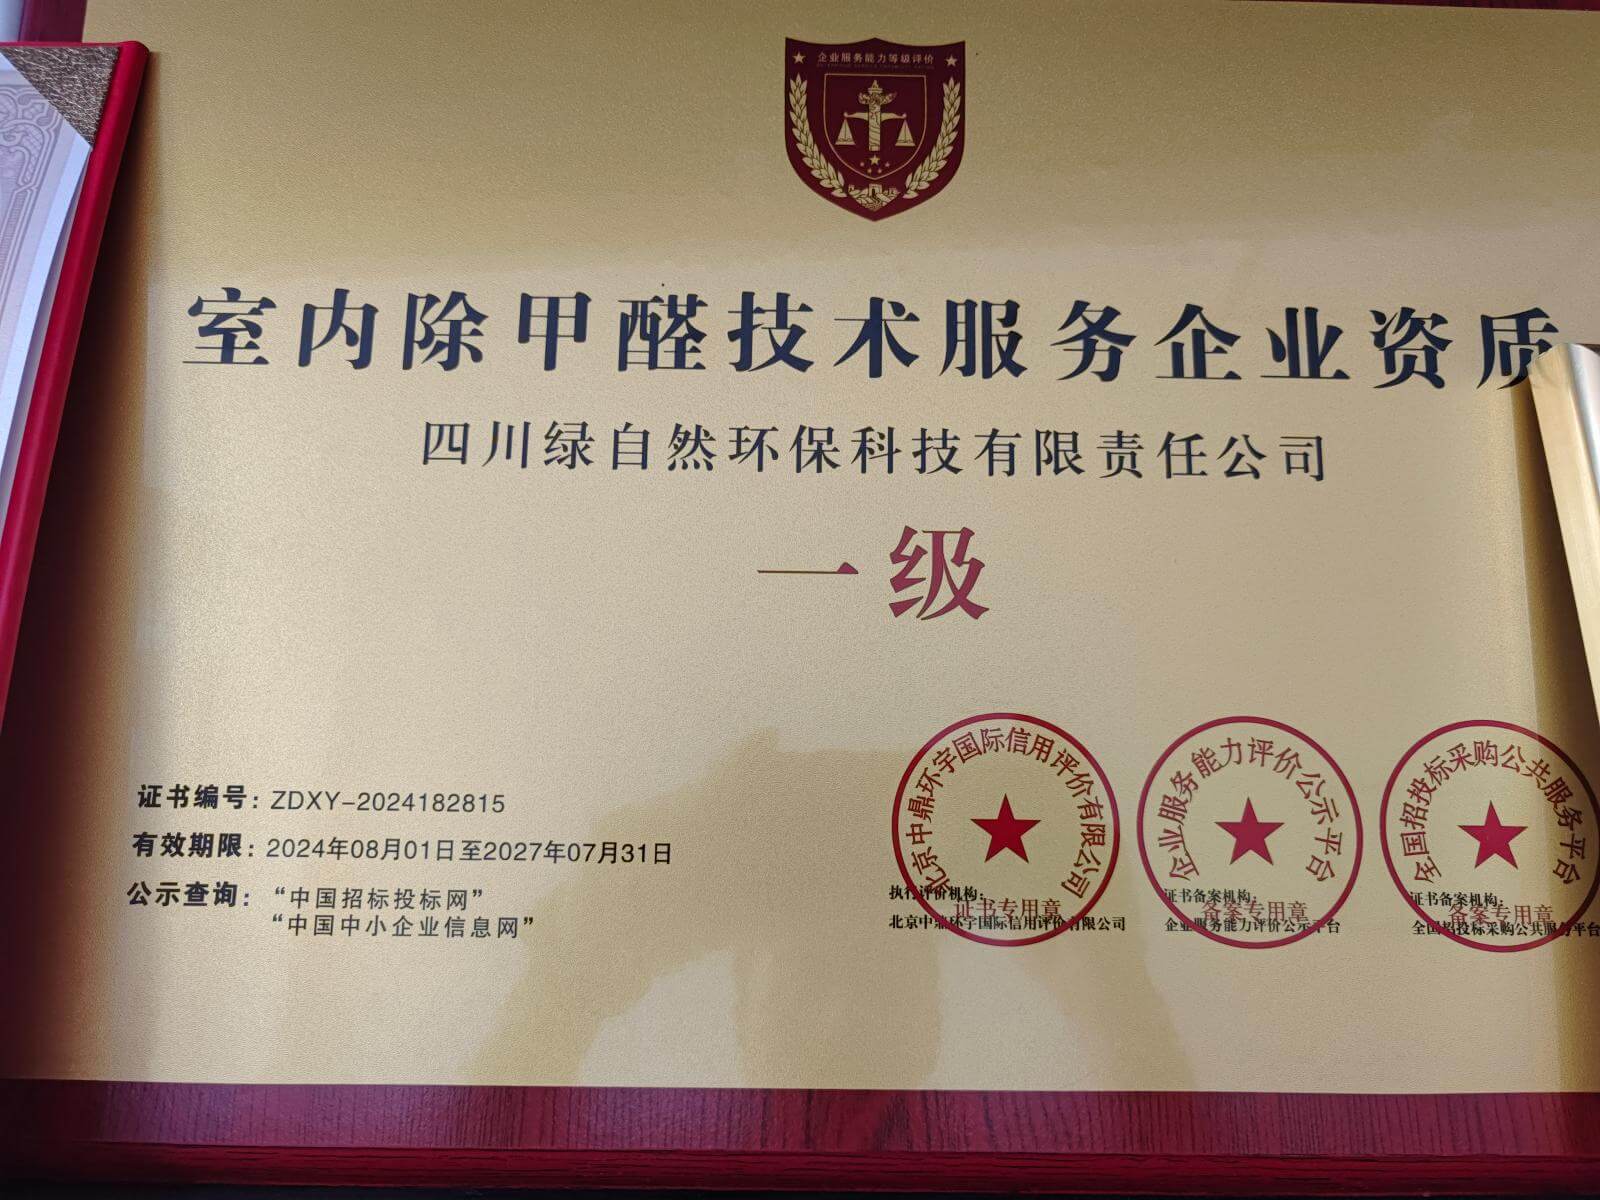 企业服务能力等级评价
室内除甲醛技术服务企业资质
四川绿自然环保科技有限责任公司
一级
证书编号：ZDXY-2024182815
有效期限：2024年08月01日至2027年07月31日
公示查询：“中国招标投标网”
“中国中小企业信息网”
北京中鼎环宇国际信用评价有限公司
证书专用章
执行评价机构：
北京中鼎环宇国际信用评价有限公司
企业服务能力评价公示平台
备案专用章
证书备案机构：
企业服务能力评价公示平台
全国招投标采购公共服务平台
备案专用章
证书备案机构：
全国招投标采购公共服务平台